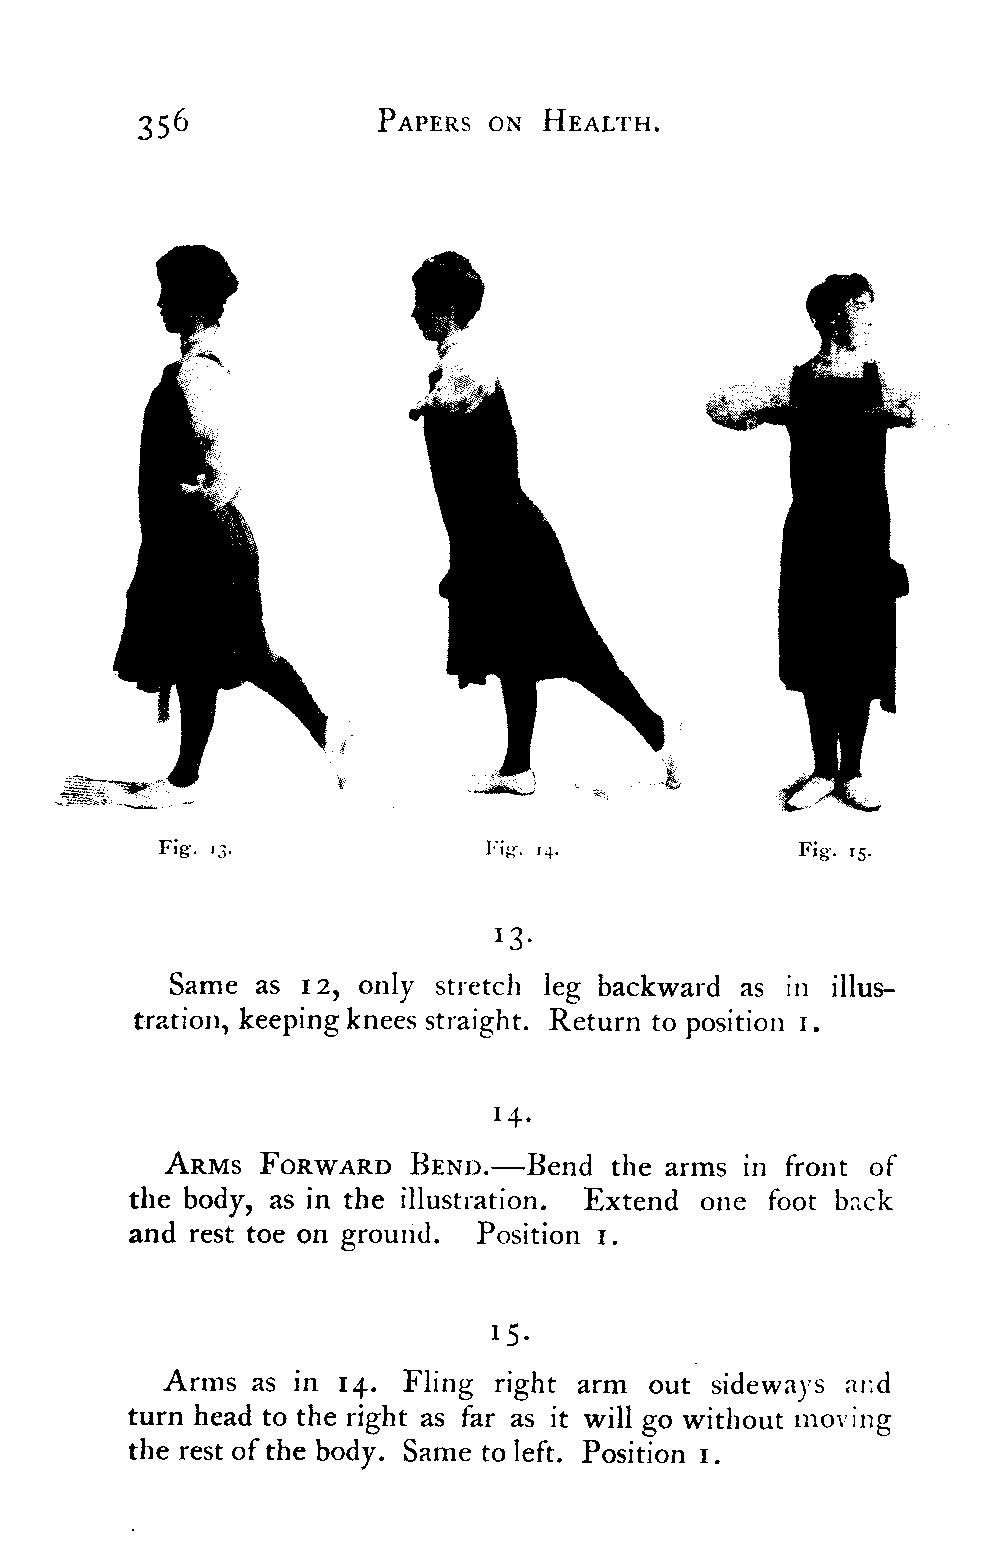 356 PAPERS ON HEALTH.
Fig. 13. Fig. 14. Fig. 15.
13.
Same as 12, only stretch leg backward as in illus-
tration, keeping knees straight. Return to position 1.
14.
ARMS FORWARD BEND.—Bend the arms in front of
the body, as in the illustration. Extend one foot back
and rest toe on ground. Position 1.
15.
Arms as in 14. Fling right arm out sideways and
turn head to the right as far as it will go without moving
the rest of the body. Same to left. Position 1.